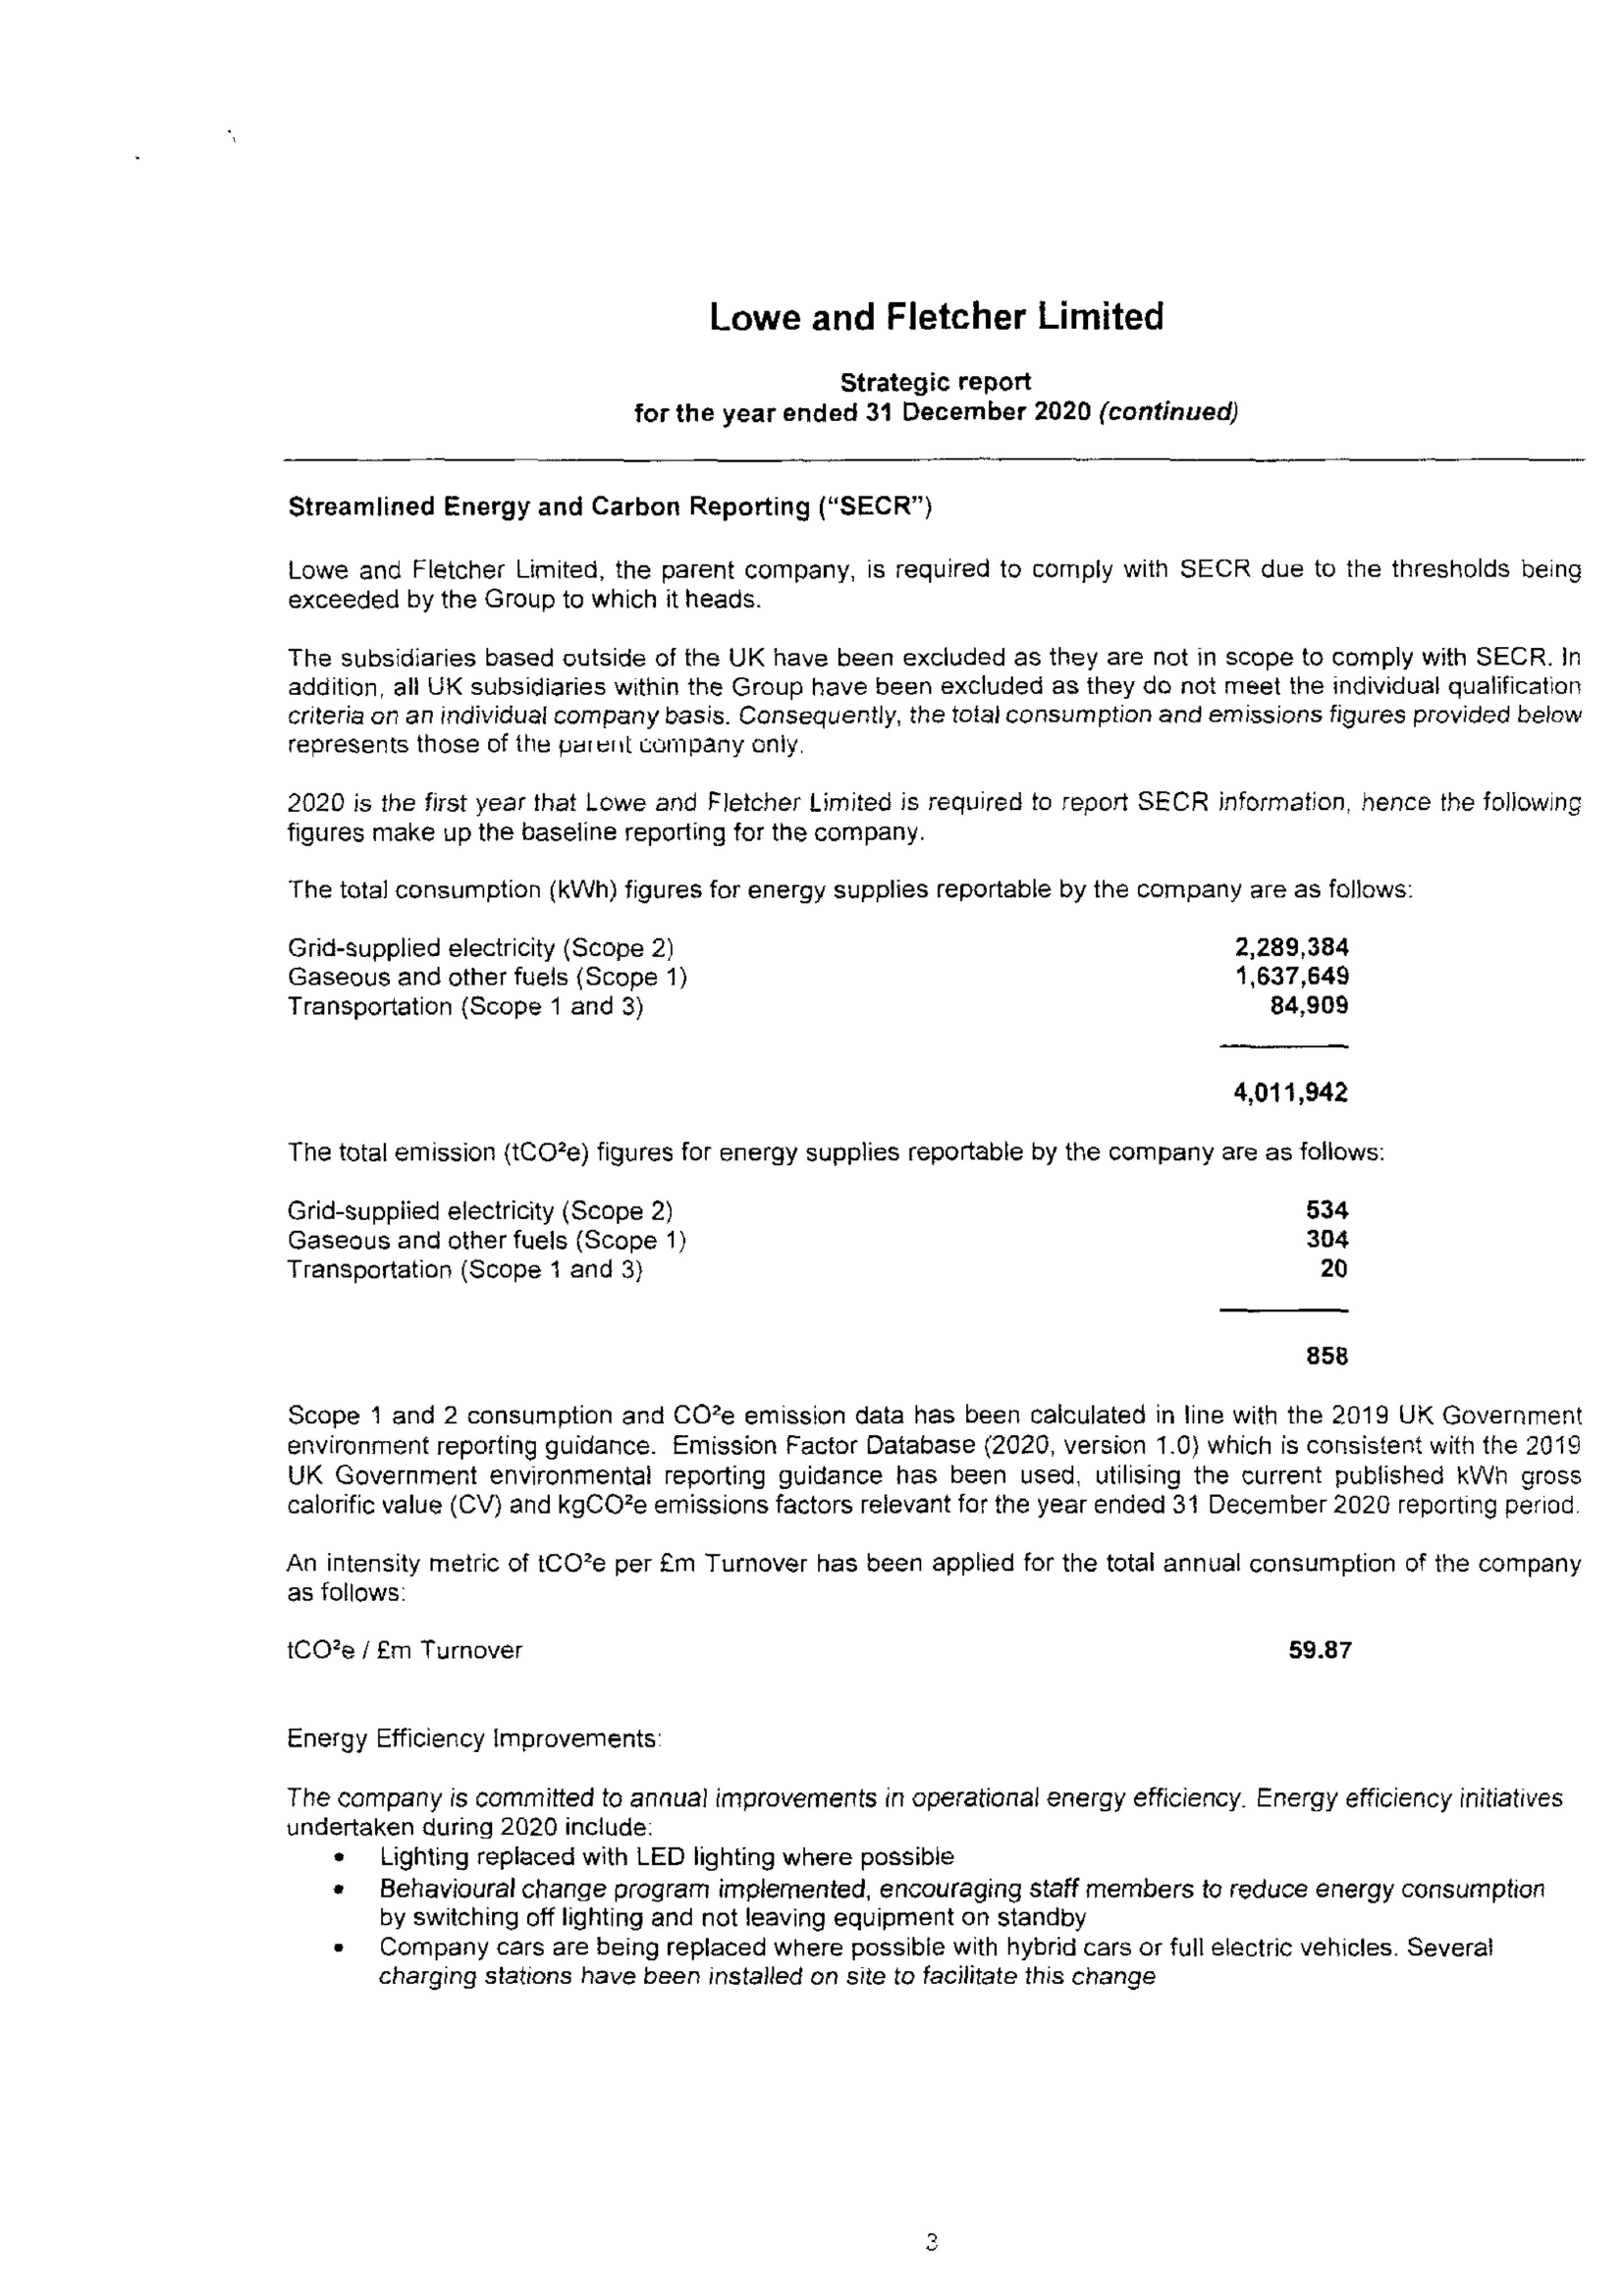 Lowe and Fletcher Limited
Strategic report
for the year ended 31 December 2020 (continued)
Streamlined Energy and Carbon Reporting (“SECR”)
Lowe and Fletcher Limited, the parent company, is required to comply with SECR due to the thresholds being
exceeded by the Group to which it heads.
The subsidiaries based outside of the UK have been excluded as they are not in scope to comply with SECR. In
addition, all UK subsidiaries within the Group have been excluded as they do not meet the individual qualification
criteria on an individual company basis. Consequently, the total consumption and emissions figures provided below
represents those of the parent company only.
2020 is the first year that Lowe and Fletcher Limited is required to report SECR information, hence the following
figures make up the baseline reporting for the company.
The total consumption (kWh) figures for energy supplies reportable by the company are as follows:
Grid-supplied electricity (Scope 2) 2,289,384
Gaseous and other fuels (Scope 1) 1,637,649
Transportation (Scope 1 and 3) 84,909
4,011,942
The total emission (tCO²e) figures for energy supplies reportable by the company are as follows:
Grid-supplied electricity (Scope 2) 534
Gaseous and other fuels (Scope 1) 304
Transportation (Scope 1 and 3) 20
858
Scope 1 and 2 consumption and CO²e emission data has been calculated in line with the 2019 UK Government
environment reporting guidance. Emission Factor Database (2020, version 1.0) which is consistent with the 2019
UK Government environmental reporting guidance has been used, utilising the current published kWh gross
calorific value (CV) and kgCO²e emissions factors relevant for the year ended 31 December 2020 reporting period.
An intensity metric of tCO²e per £m Turnover has been applied for the total annual consumption of the company
as follows:
tCO²e / £m Turnover 59.87
Energy Efficiency Improvements:
The company is committed to annual improvements in operational energy efficiency. Energy efficiency initiatives
undertaken during 2020 include:
• Lighting replaced with LED lighting where possible
• Behavioural change program implemented, encouraging staff members to reduce energy consumption
by switching off lighting and not leaving equipment on standby
• Company cars are being replaced where possible with hybrid cars or full electric vehicles. Several
charging stations have been installed on site to facilitate this change
3